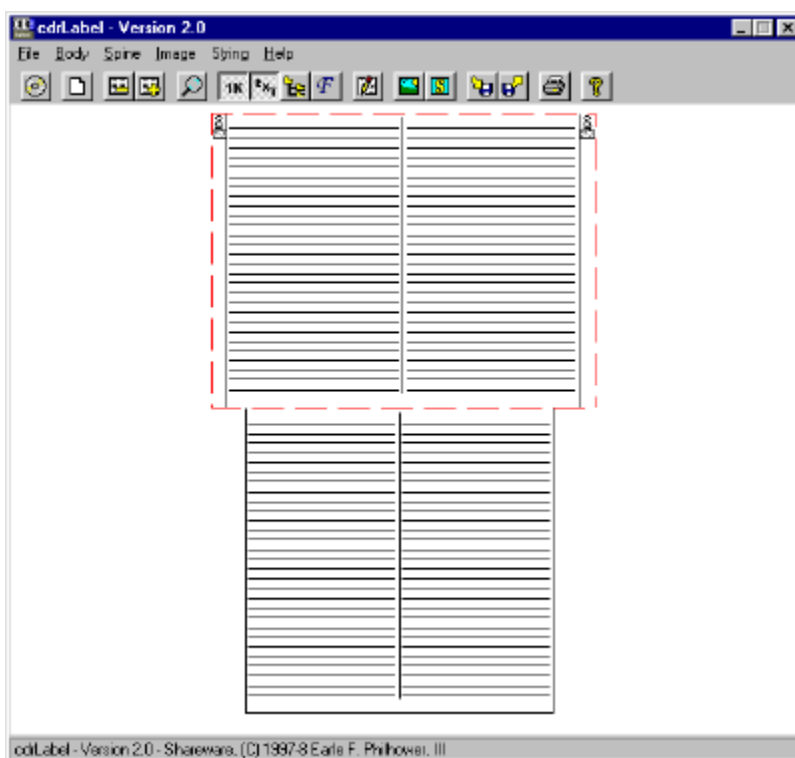 cdrLabel - Version 2.0
File Body Spine Image String Help
1K F S ?
cdrLabel - Version 2.0 - Shareware, (C) 1997-8 Earle F. Philhower, III